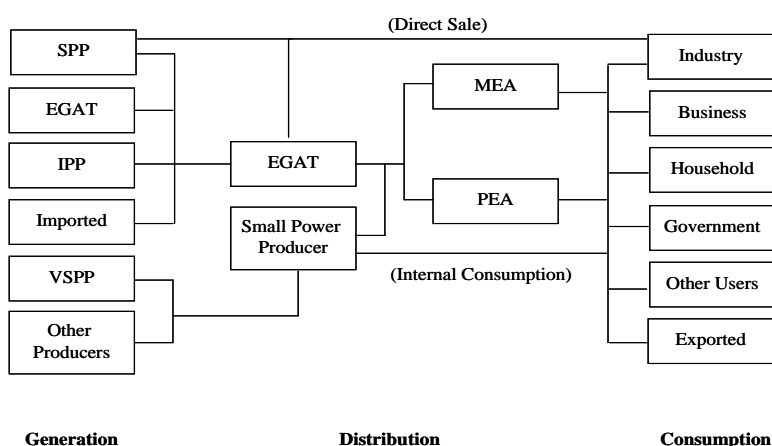 (Direct Sale)
SPP
EGAT
IPP
Imported
VSPP
Other
Producers
EGAT
Small Power
Producer
MEA
PEA
(Internal Consumption)
Industry
Business
Household
Government
Other Users
Exported
Generation
Distribution
Consumption